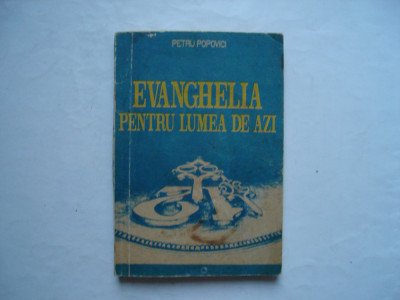 PETRU POPOVICI
EVANGHELIA
PENTRU LUMEA DE AZI